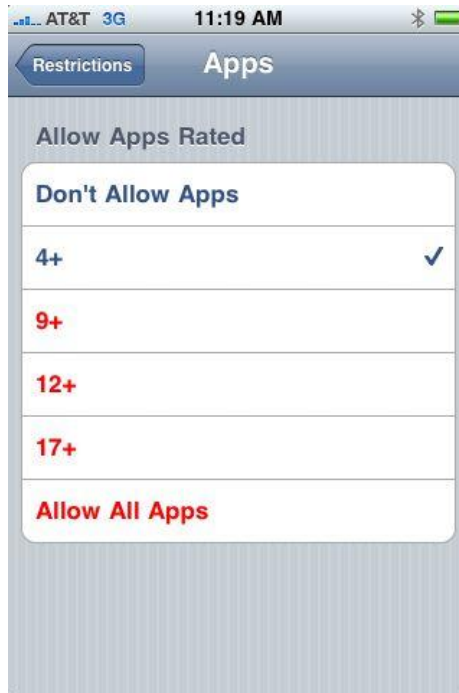 AT&T 3G 11:19 AM
Restrictions Apps
Allow Apps Rated
Don't Allow Apps
4+
9+
12+
17+
Allow All Apps